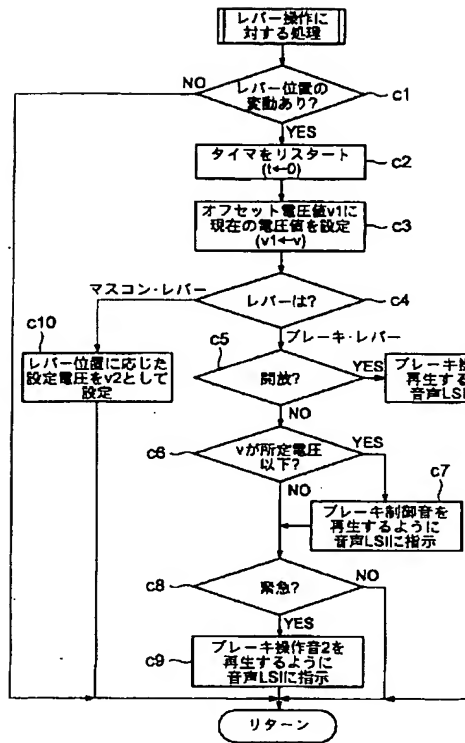 レバー操作に
対する処理
NO
レバー位置の
変動あり?
c1
YES
タイマをリスタート
(t←0)
c2
オフセット電圧値v1に
現在の電圧値を設定
(v1←v)
c3
マスコン・レバー
レバーは?
c4
c10
レバー位置に応じた
設定電圧をv2として
設定
ブレーキ・レバー
c5
開放?
YES
ブレーキ操
再生する
音声LSI
NO
c6
vが所定電圧
以下?
YES
NO
c7
ブレーキ制御音を
再生するように
音声LSIに指示
c8
緊急?
NO
YES
c9
ブレーキ操作音2を
再生するように
音声LSIに指示
リターン